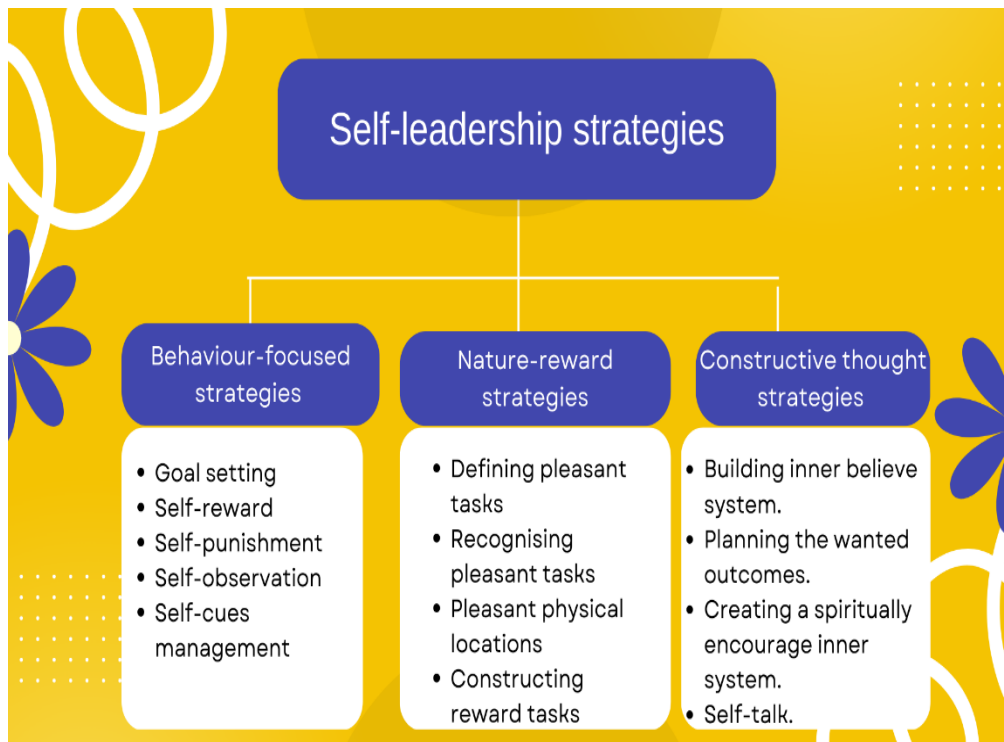 Self-leadership strategies
Behaviour-focused
strategies
• Goal setting
• Self-reward
• Self-punishment
• Self-observation
• Self-cues
management
Nature-reward
strategies
• Defining pleasant
tasks
• Recognising
pleasant tasks
• Pleasant physical
locations
• Constructing
reward tasks
Constructive thought
strategies
• Building inner believe
system.
• Planning the wanted
outcomes.
• Creating a spiritually
encourage inner
system.
• Self-talk.